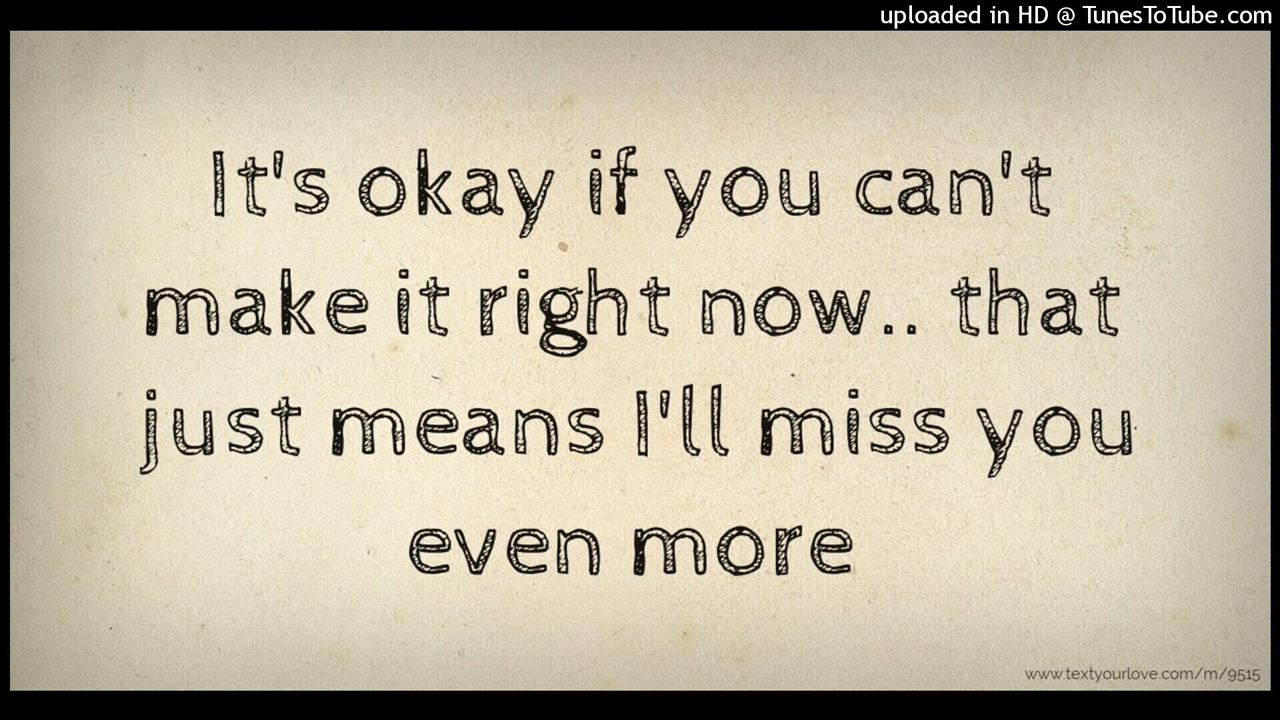 uploaded in HD @ TunesToTube.com
It's okay if you can't
make it right now.. that
just means I'll miss you
even more
www.textyourlove.com/m/9515